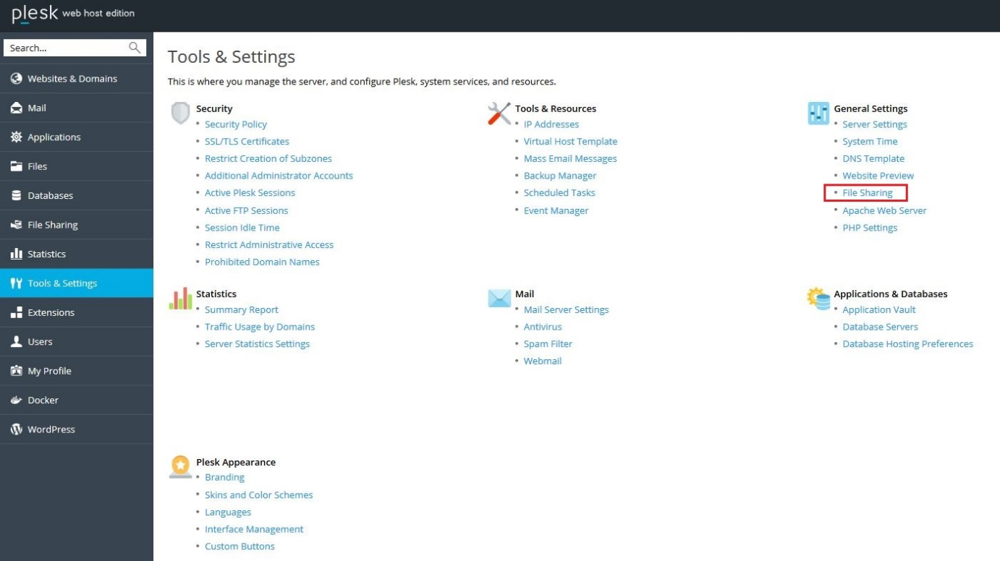 plesk web host edition
Search...
Websites & Domains
Mail
Applications
Files
Databases
File Sharing
Statistics
Tools & Settings
Extensions
Users
My Profile
Docker
WordPress
Tools & Settings
This is where you manage the server, and configure Plesk, system services, and resources.
Security
Security Policy
SSL/TLS Certificates
Restrict Creation of Subzones
Additional Administrator Accounts
Active Plesk Sessions
Active FTP Sessions
Session Idle Time
Restrict Administrative Access
Prohibited Domain Names
Tools & Resources
IP Addresses
Virtual Host Template
Mass Email Messages
Backup Manager
Scheduled Tasks
Event Manager
General Settings
Server Settings
System Time
DNS Template
Website Preview
File Sharing
Apache Web Server
PHP Settings
Statistics
Summary Report
Traffic Usage by Domains
Server Statistics Settings
Mail
Mail Server Settings
Antivirus
Spam Filter
Webmail
Applications & Databases
Application Vault
Database Servers
Database Hosting Preferences
Plesk Appearance
Branding
Skins and Color Schemes
Languages
Interface Management
Custom Buttons